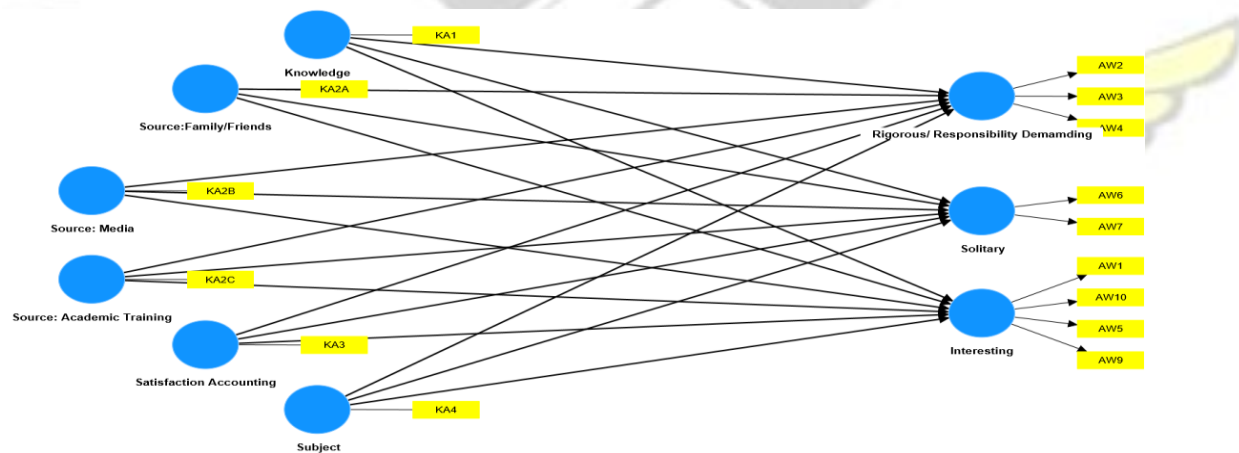 KA1
Knowledge
KA2A
Source:Family/Friends
KA2B
Source: Media
KA2C
Source: Academic Training
KA3
Satisfaction Accounting
KA4
Subject
AW2
AW3
AW4
Rigorous/ Responsibility Demamding
AW6
AW7
Solitary
AW1
AW10
AW5
AW9
Interesting